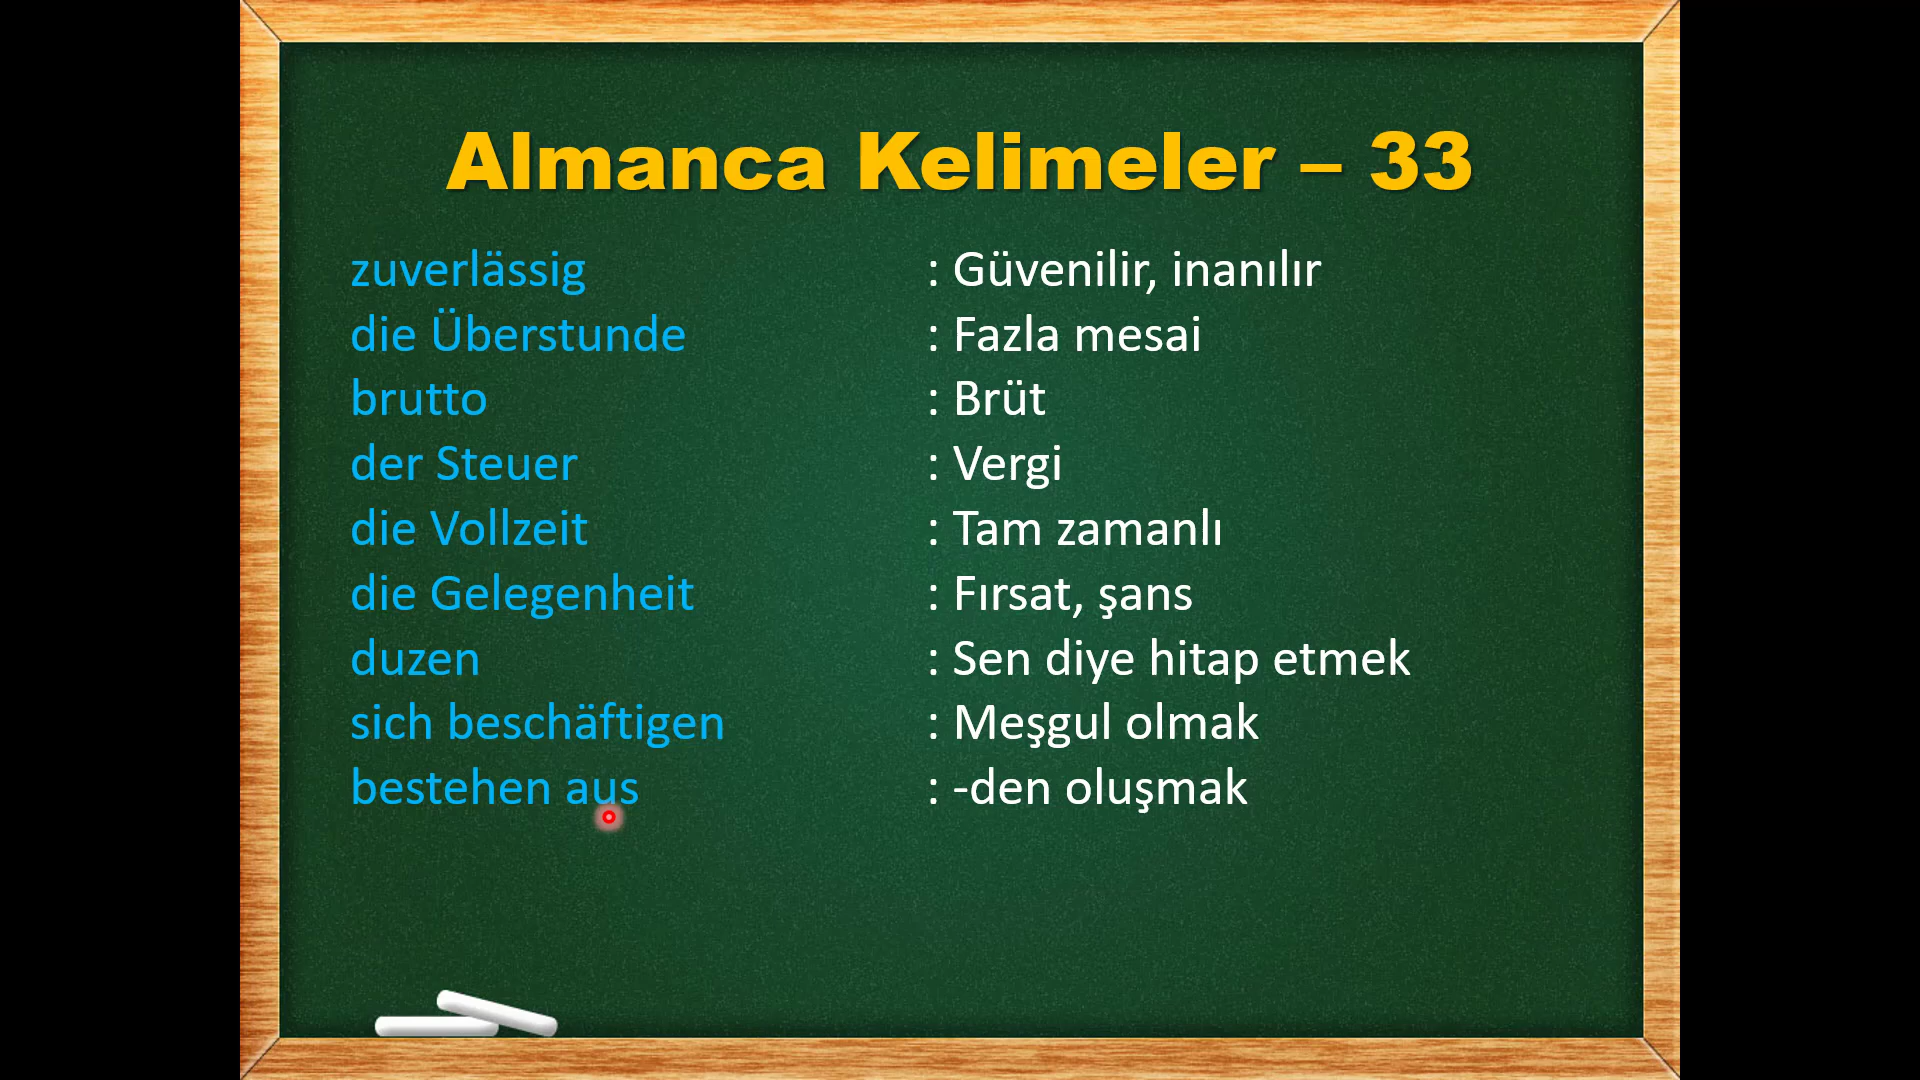 Almanca Kelimeler – 33
zuverlässig : Güvenilir, inanılır
die Überstunde : Fazla mesai
brutto : Brüt
der Steuer : Vergi
die Vollzeit : Tam zamanlı
die Gelegenheit : Fırsat, şans
duzen : Sen diye hitap etmek
sich beschäftigen : Meşgul olmak
bestehen aus : -den oluşmak